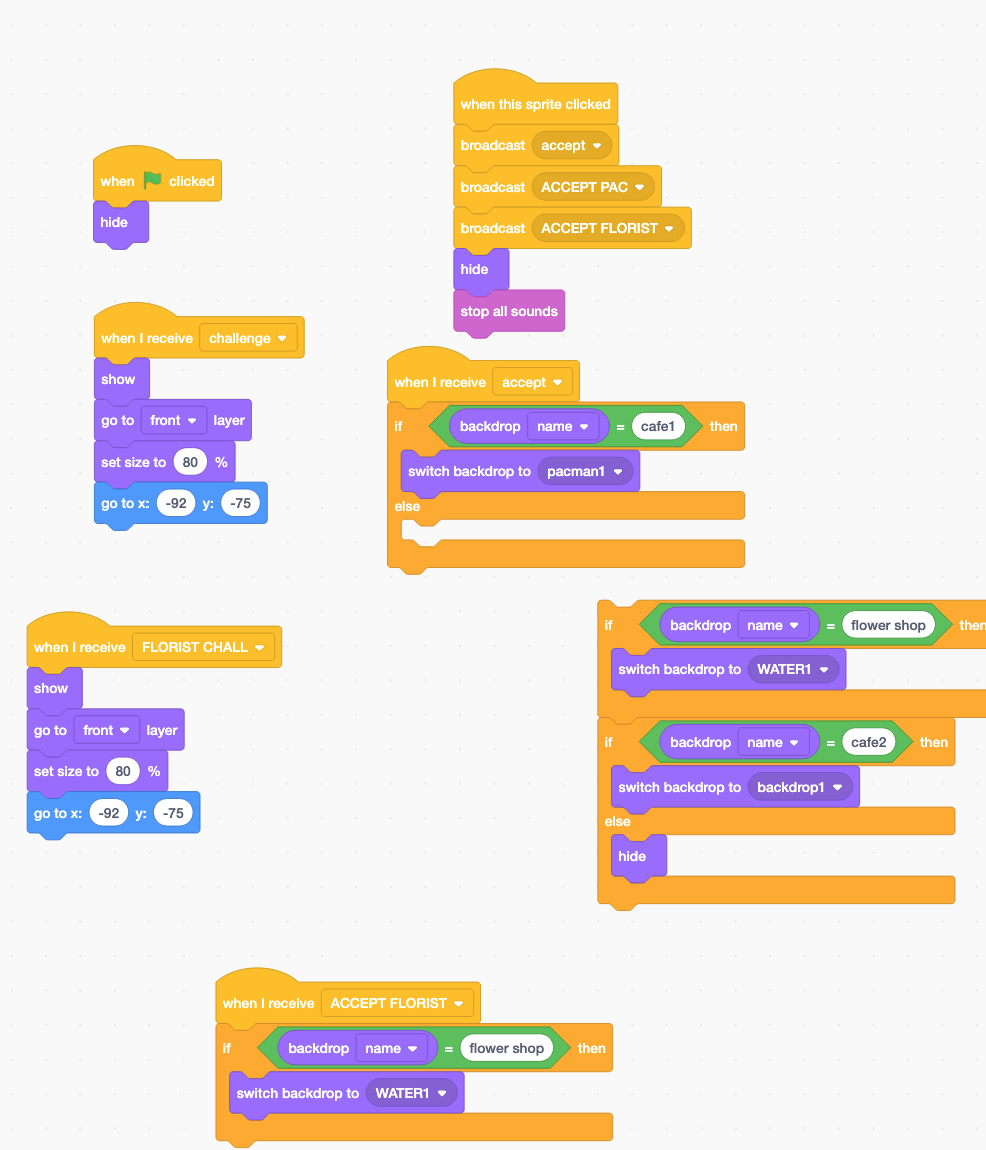 when clicked
hide
when I receive challenge
show
go to front layer
set size to 80 %
go to x: -92 y: -75
when this sprite clicked
broadcast accept
broadcast ACCEPT PAC
broadcast ACCEPT FLORIST
hide
stop all sounds
when I receive accept
if backdrop name = cafe1 then
switch backdrop to pacman1
else
when I receive FLORIST CHALL
show
go to front layer
set size to 80 %
go to x: -92 y: -75
if backdrop name = flower shop then
switch backdrop to WATER1
if backdrop name = cafe2 then
switch backdrop to backdrop1
else
hide
when I receive ACCEPT FLORIST
if backdrop name = flower shop then
switch backdrop to WATER1